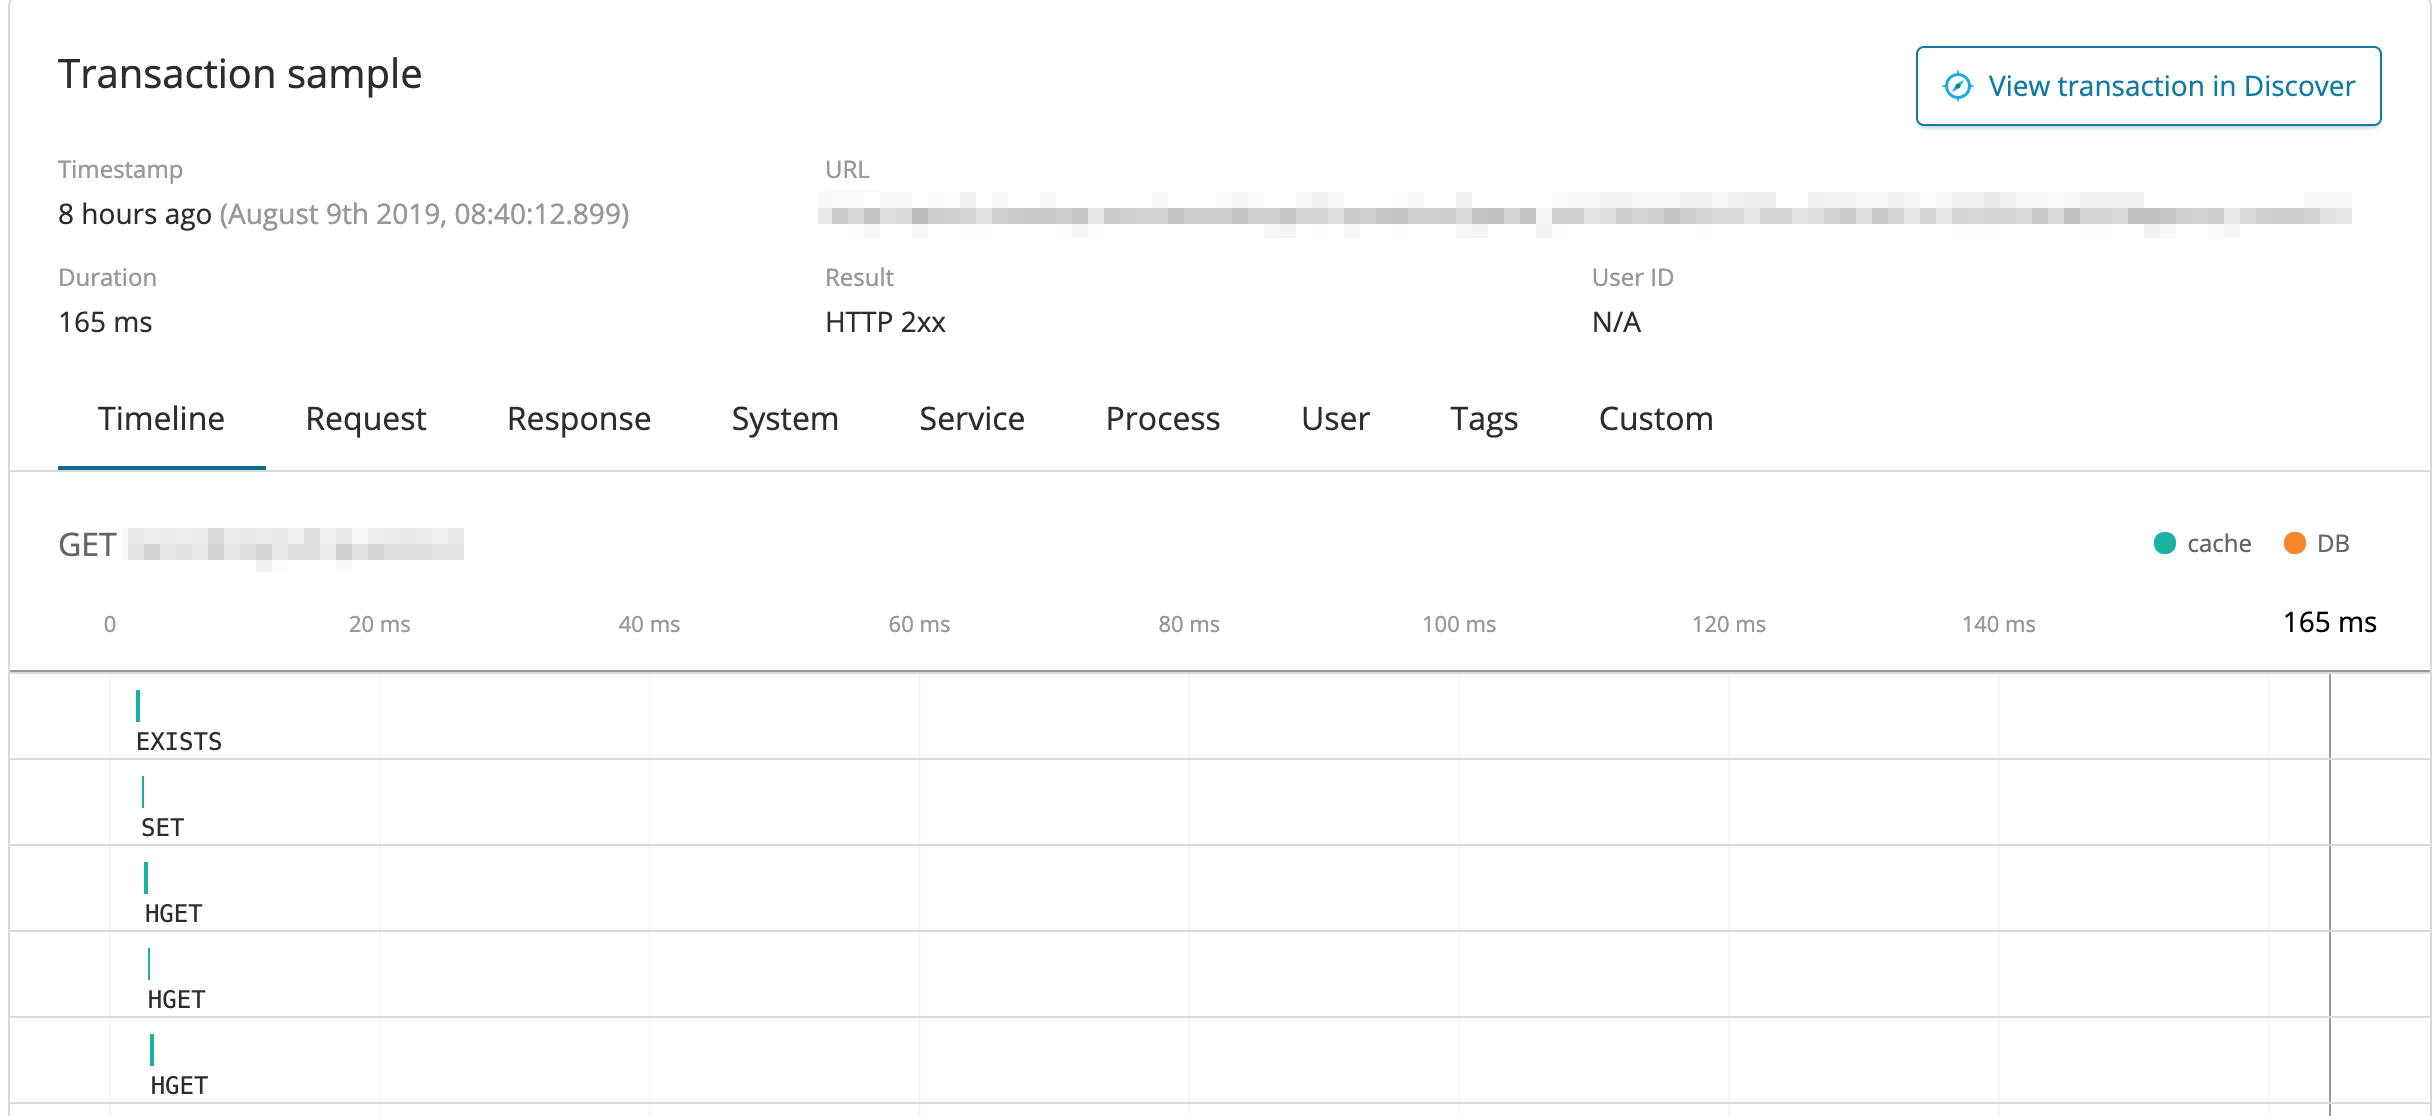 Transaction sample
View transaction in Discover
Timestamp
URL
8 hours ago (August 9th 2019, 08:40:12.899)
Duration
Result
User ID
165 ms
HTTP 2xx
N/A
Timeline Request Response System Service Process User Tags Custom
GET
cache DB
0 20 ms 40 ms 60 ms 80 ms 100 ms 120 ms 140 ms 165 ms
EXISTS
SET
HGET
HGET
HGET